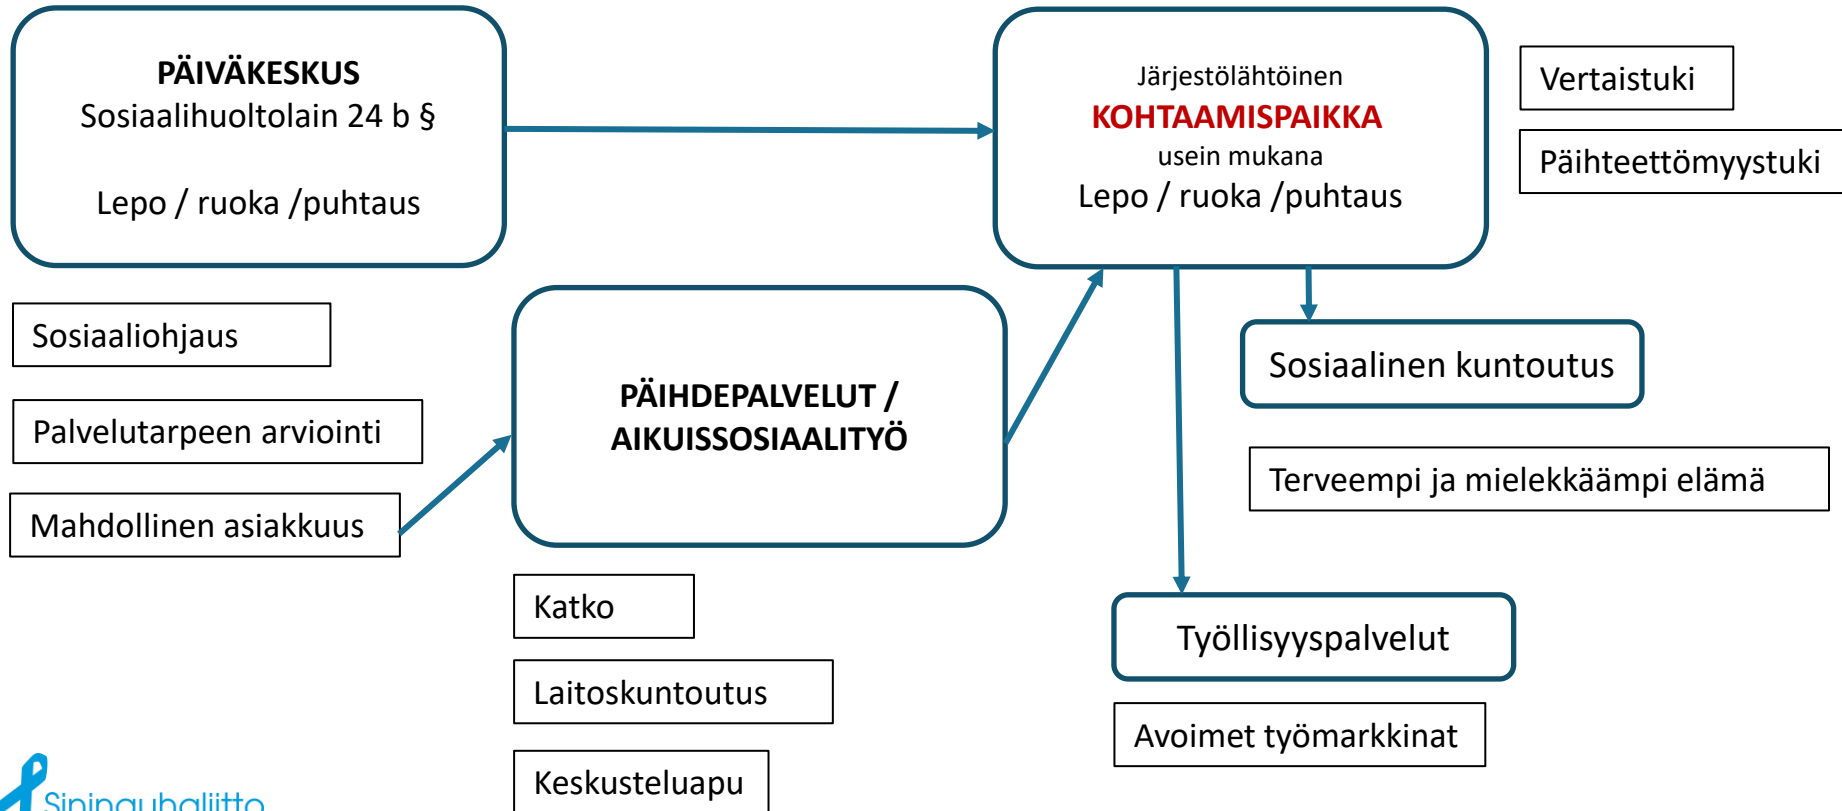 PÄIVÄKESKUS
Sosiaalihuoltolain 24 b §
Lepo / ruoka /puhtaus
Järjestölähtöinen
KOHTAAMISPAIKKA
usein mukana
Lepo / ruoka /puhtaus
Vertaistuki
Päihteettömyystuki
Sosiaaliohjaus
Palvelutarpeen arviointi
Mahdollinen asiakkuus
PÄIHDEPALVELUT /
AIKUISSOSIAALITYÖ
Sosiaalinen kuntoutus
Terveempi ja mielekkäämpi elämä
Katko
Laitoskuntoutus
Keskusteluapu
Työllisyyspalvelut
Avoimet työmarkkinat
Sininauhaliitto